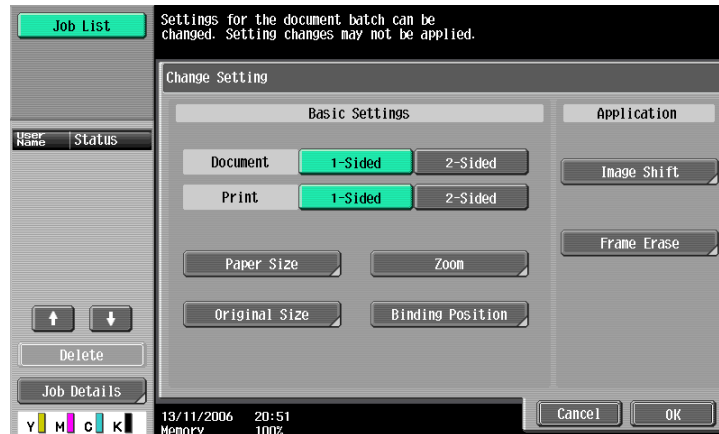 Job List
Settings for the document batch can be
changed. Setting changes may not be applied.
Change Setting
Basic Settings
Application
User
Name
Status
Document
1-Sided
2-Sided
Print
1-Sided
2-Sided
Image Shift
Paper Size
Zoom
Frame Erase
Original Size
Binding Position
Delete
Job Details
Y M C K
13/11/2006 20:51
Memory 100%
Cancel
OK